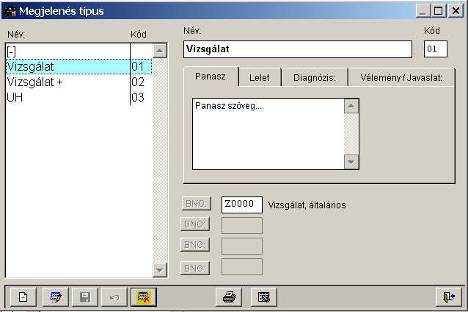 Megjelenés típus
Név: Kód
[-]
Vizsgálat 01
Vizsgálat + 02
UH 03
Név: Kód
Vizsgálat 01
Panasz Lelet Diagnózis: Vélemény / Javaslat:
Panasz szöveg....
BNO: Z0000 Vizsgálat, általános
BNO:
BNO:
BNO: